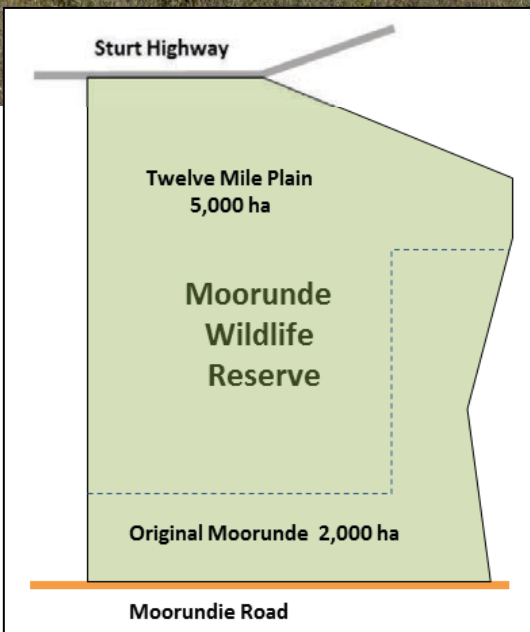 Sturt Highway
Twelve Mile Plain
5,000 ha
Moorunde
Wildlife
Reserve
Original Moorunde 2,000 ha
Moorundie Road